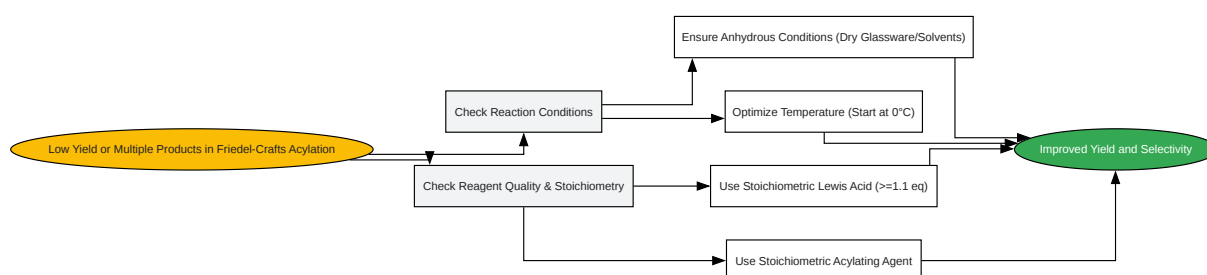 Ensure Anhydrous Conditions (Dry Glassware/Solvents)
Check Reaction Conditions
Optimize Temperature (Start at 0°C)
Low Yield or Multiple Products in Friedel-Crafts Acylation
Improved Yield and Selectivity
Check Reagent Quality & Stoichiometry
Use Stoichiometric Lewis Acid (>=1.1 eq)
Use Stoichiometric Acylating Agent